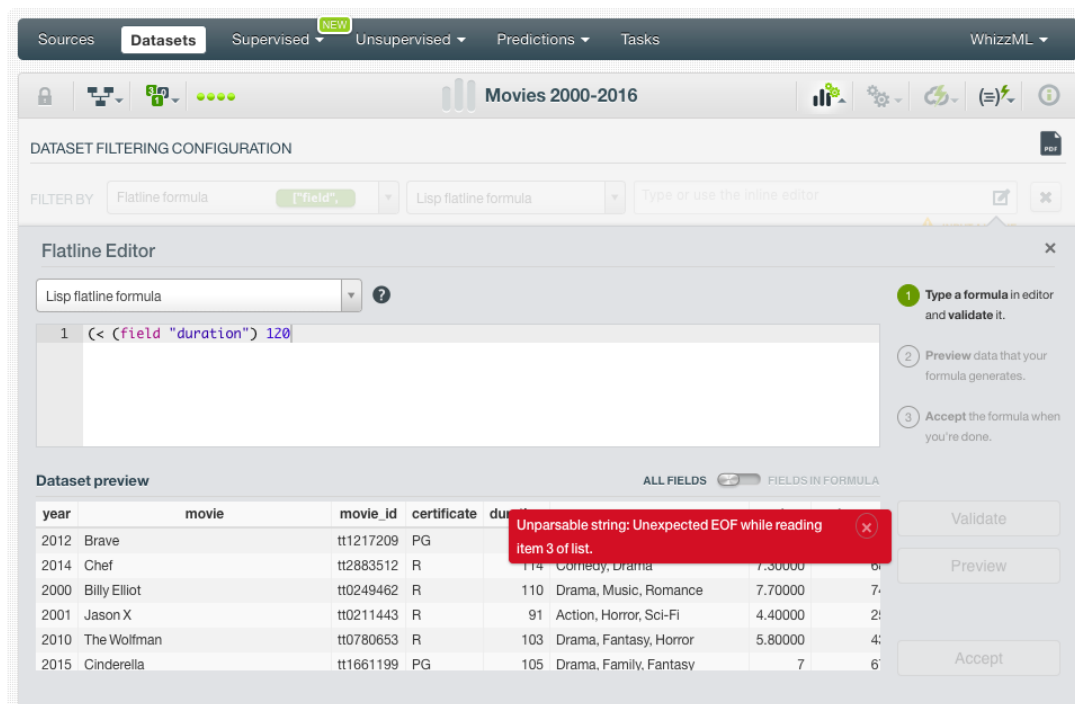 NEW
Sources Datasets Supervised Unsupervised Predictions Tasks WhizzML
Movies 2000-2016
DATASET FILTERING CONFIGURATION
PDF
FILTER BY Flatline formula ["field", Lisp flatline formula Type or use the inline editor
Flatline Editor
Lisp flatline formula
1 Type a formula in editor
and validate it.
1 (< (field "duration") 120
2 Preview data that your
formula generates.
3 Accept the formula when
you're done.
Dataset preview ALL FIELDS FIELDS IN FORMULA
year movie movie_id certificate
Unparsable string: Unexpected EOF while reading
item 3 of list.
Validate
2012 Brave tt1217209 PG
2014 Chef tt2883512 R 114 Comedy, Drama 7.30000
Preview
2000 Billy Elliot tt0249462 R 110 Drama, Music, Romance 7.70000
2001 Jason X tt0211443 R 91 Action, Horror, Sci-Fi 4.40000
2010 The Wolfman tt0780653 R 103 Drama, Fantasy, Horror 5.80000
2015 Cinderella tt1661199 PG 105 Drama, Family, Fantasy 7
Accept